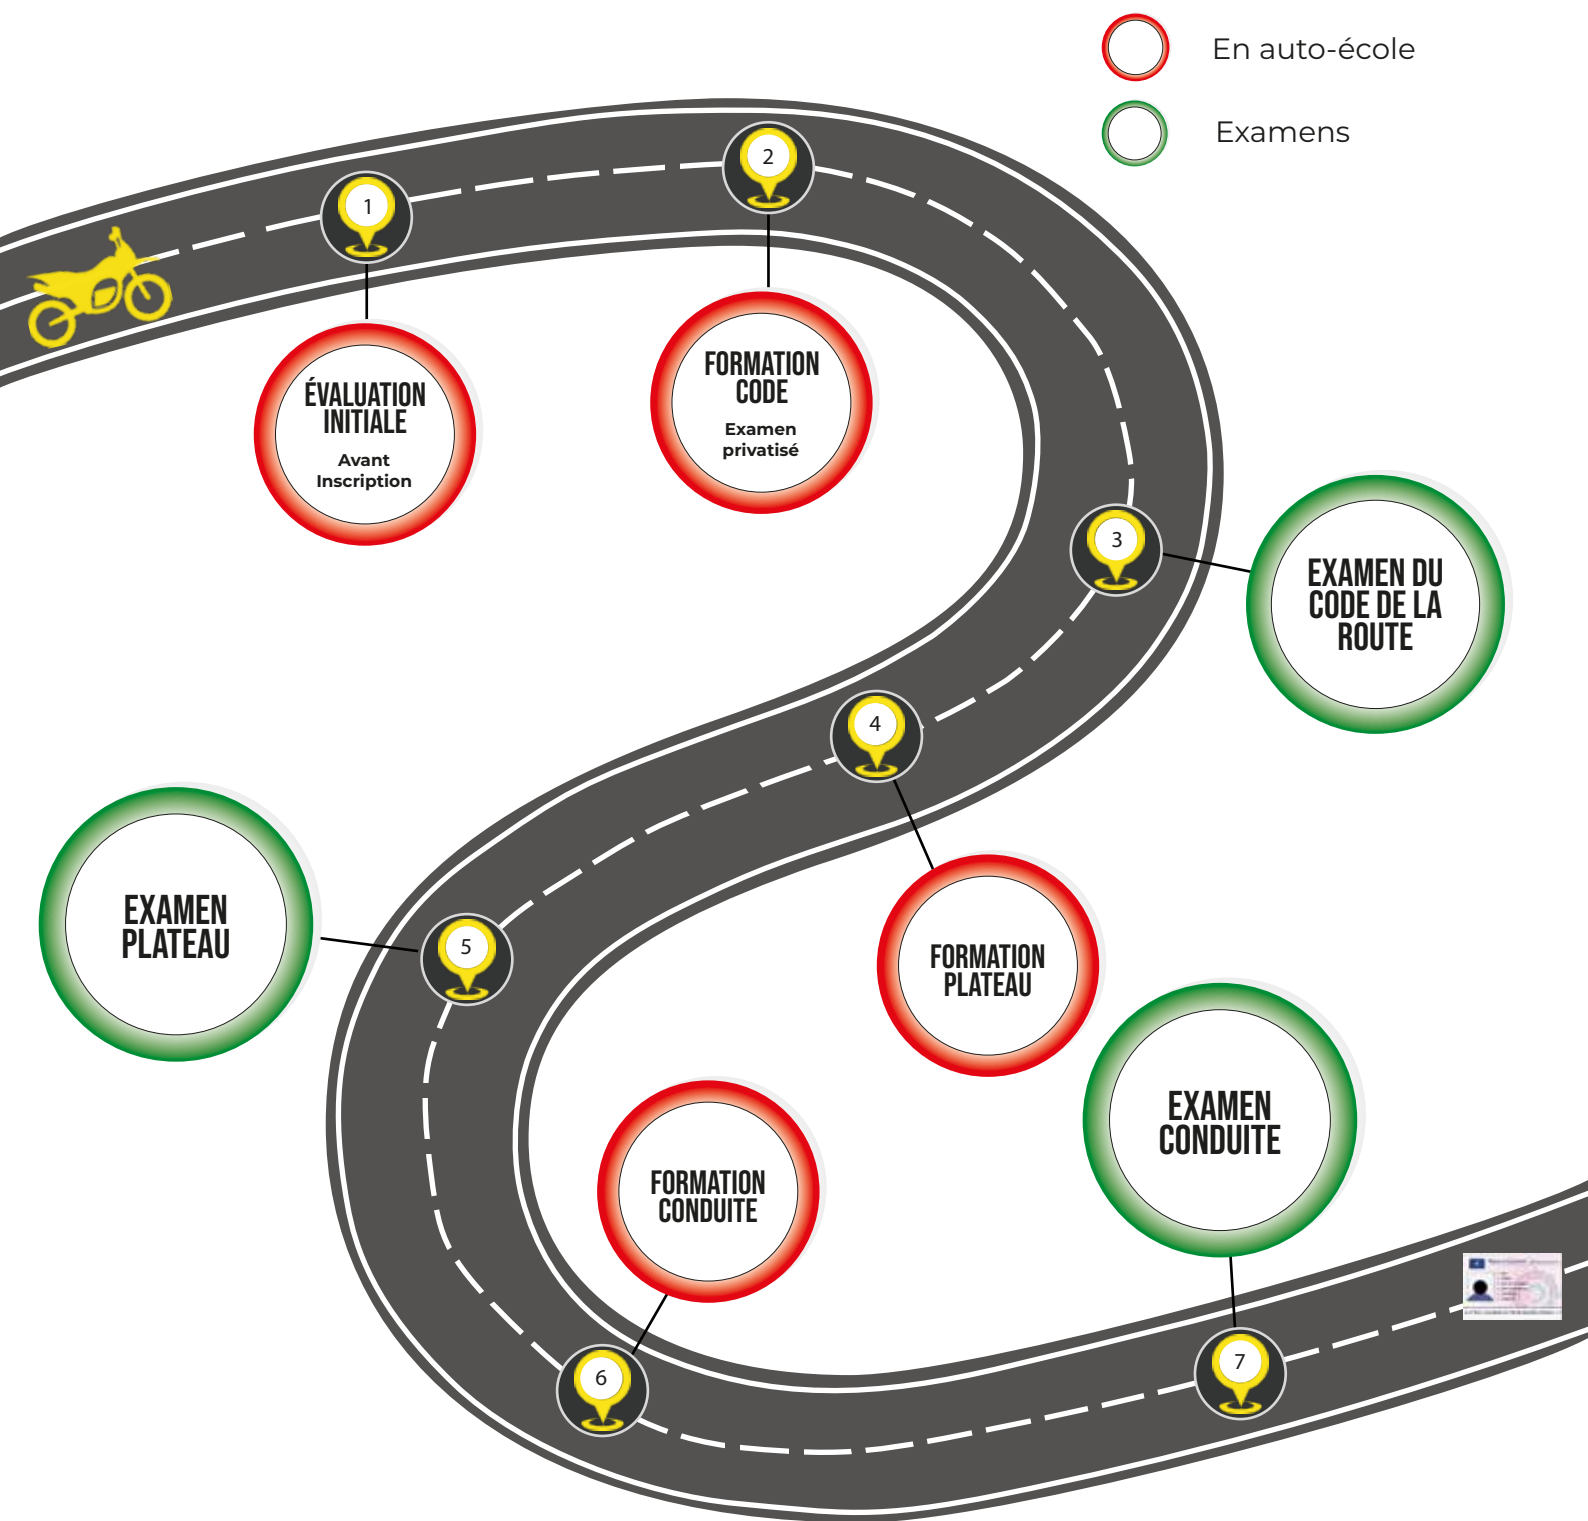 En auto-école
Examens
1
ÉVALUATION
INITIALE
Avant
Inscription
2
FORMATION
CODE
Examen
privatisé
3
EXAMEN DU
CODE DE LA
ROUTE
4
FORMATION
PLATEAU
5
EXAMEN
PLATEAU
6
FORMATION
CONDUITE
7
EXAMEN
CONDUITE